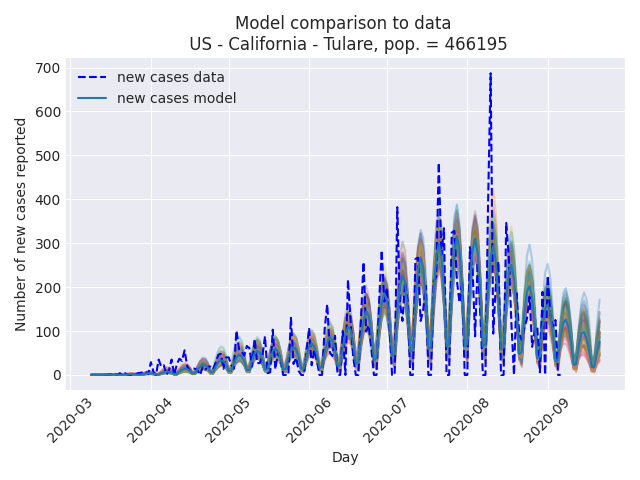 Model comparison to data
US - California - Tulare, pop. = 466195
new cases data
new cases model
Number of new cases reported
700
600
500
400
300
200
100
0
2020-03
2020-04
2020-05
2020-06
2020-07
2020-08
2020-09
Day